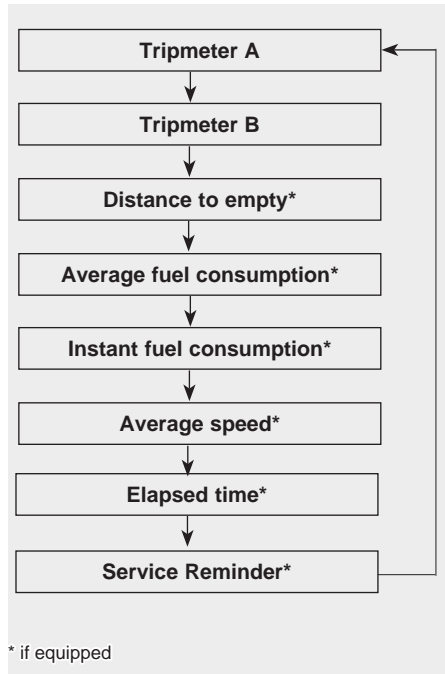 Tripmeter A
Tripmeter B
Distance to empty*
Average fuel consumption*
Instant fuel consumption*
Average speed*
Elapsed time*
Service Reminder*
* if equipped